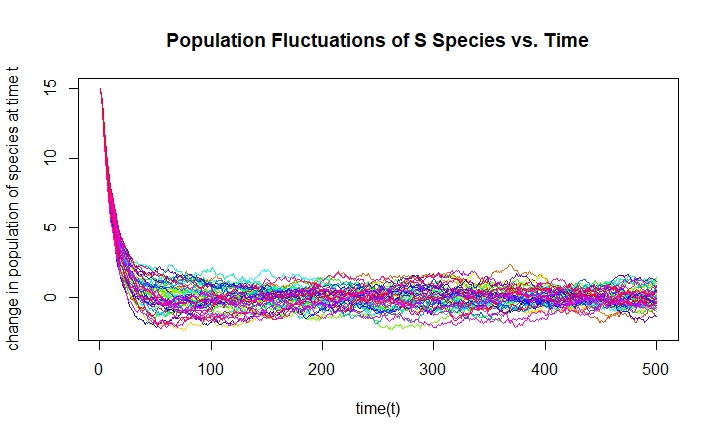 Population Fluctuations of S Species vs. Time
change in population of species at time t
15
10
5
0
0 100 200 300 400 500
time(t)